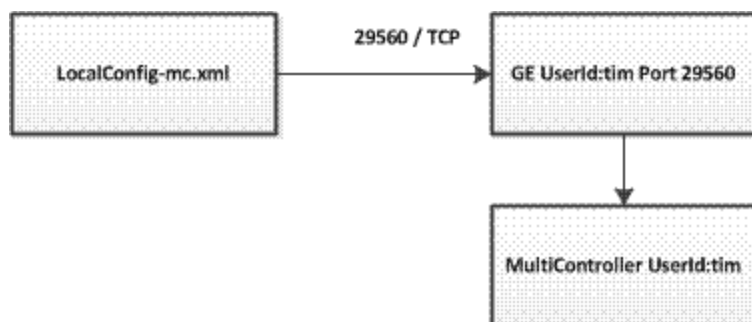 29560 / TCP
LocalConfig-mc.xml
GE UserId:tim Port 29560
MultiController UserId:tim